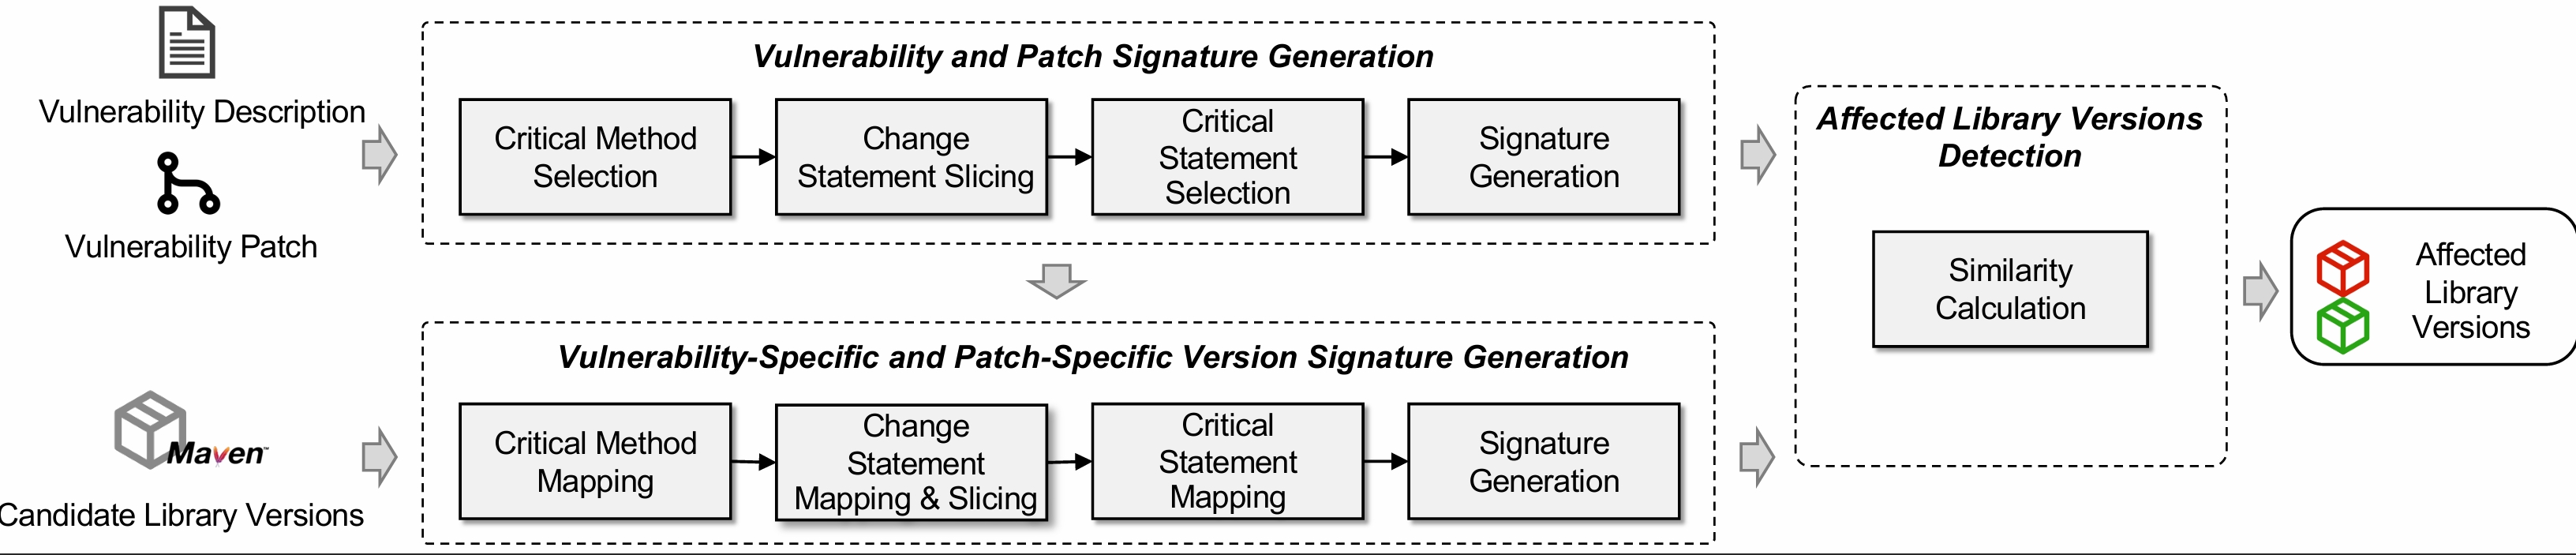 Vulnerability Description
Vulnerability Patch
Vulnerability and Patch Signature Generation
Critical Method
Selection
Change
Statement Slicing
Critical
Statement
Selection
Signature
Generation
Candidate Library Versions
Maven™
Vulnerability-Specific and Patch-Specific Version Signature Generation
Critical Method
Mapping
Change
Statement
Mapping & Slicing
Critical
Statement
Mapping
Signature
Generation
Affected Library Versions
Detection
Similarity
Calculation
Affected
Library
Versions